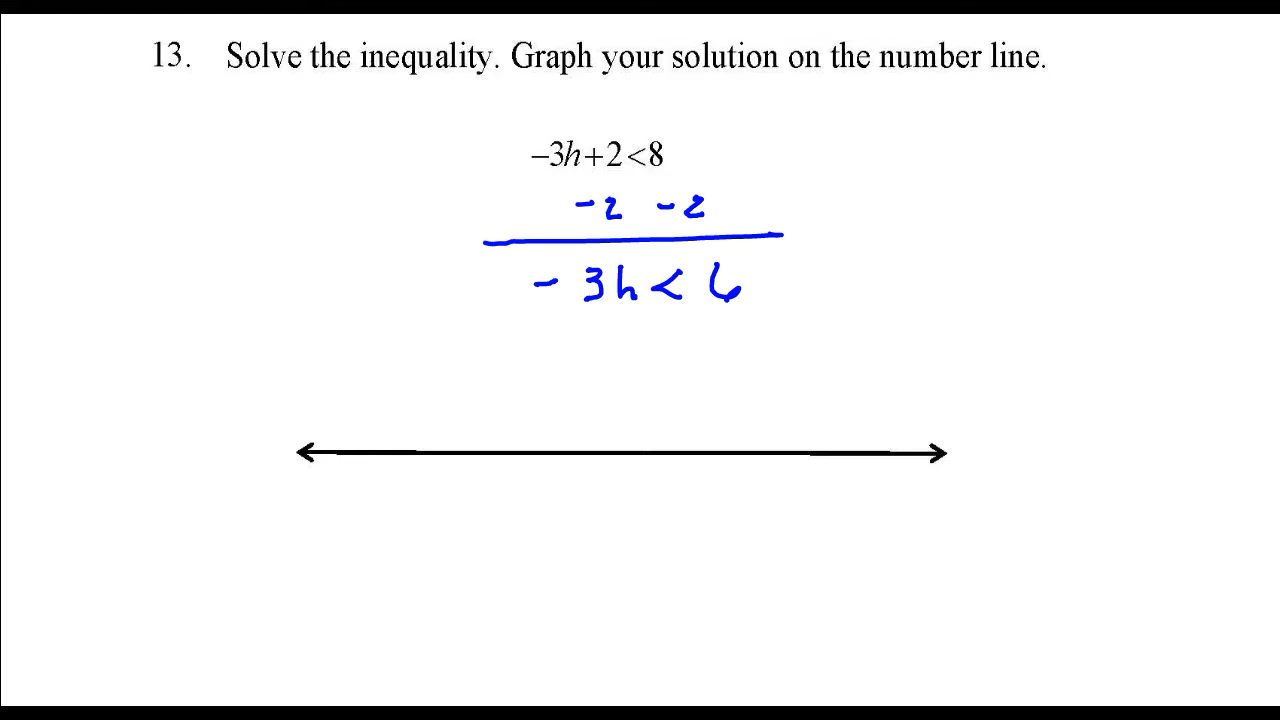 13. Solve the inequality. Graph your solution on the number line.
–3h+2<8
-2 -2
- 3h < 6